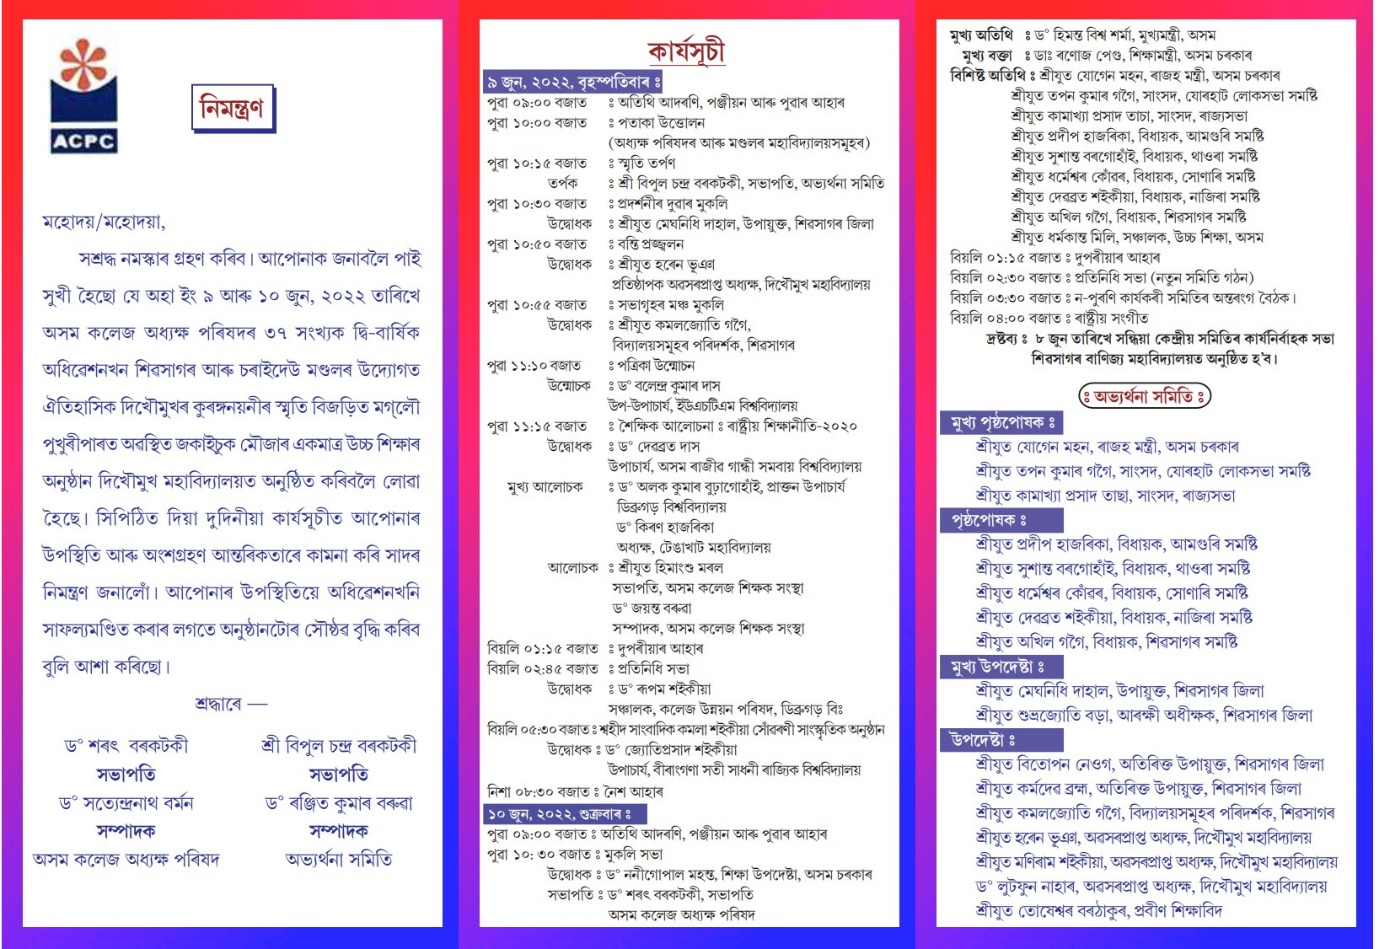 ACPC
নিমন্ত্ৰণ
মহোদয়/মহোদয়া,
সশ্ৰদ্ধ নমস্কাৰ গ্ৰহণ কৰিব। আপোনাক জনাবলৈ পাই
সুখী হৈছো যে অহা ইং ৯ আৰু ১০ জুন, ২০২২ তাৰিখে
অসম কলেজ অধ্যক্ষ পৰিষদৰ ৩৭ সংখ্যক দ্বি-বাৰ্ষিক
অধিৱেশনখন শিৱসাগৰ আৰু চৰাইদেউ মণ্ডলৰ উদ্যোগত
ঐতিহাসিক দিখৌমুখৰ কুৰঙ্গনয়নীৰ স্মৃতি বিজড়িত মগ্‌লৌ
পুখুৰীপাৰত অৱস্থিত জকাইচুক মৌজাৰ একমাত্ৰ উচ্চ শিক্ষাৰ
অনুষ্ঠান দিখৌমুখ মহাবিদ্যালয়ত অনুষ্ঠিত কৰিবলৈ লোৱা
হৈছে। সিপিঠিত দিয়া দুদিনীয়া কাৰ্যসূচীত আপোনাৰ
উপস্থিতি আৰু অংশগ্ৰহণ আন্তৰিকতাৰে কামনা কৰি সাদৰ
নিমন্ত্ৰণ জনালোঁ। আপোনাৰ উপস্থিতিয়ে অধিৱেশনখনি
সাফল্যমণ্ডিত কৰাৰ লগতে অনুষ্ঠানটোৰ সৌষ্ঠৱ বৃদ্ধি কৰিব
বুলি আশা কৰিছো।
শ্ৰদ্ধাৰে —
ড° শৰৎ বৰকটকী
সভাপতি
ড° সত্যেন্দ্ৰনাথ বৰ্মন
সম্পাদক
অসম কলেজ অধ্যক্ষ পৰিষদ
শ্ৰী বিপুল চন্দ্ৰ বৰকটকী
সভাপতি
ড° ৰঞ্জিত কুমাৰ বৰুৱা
সম্পাদক
অভ্যৰ্থনা সমিতি
কাৰ্যসূচী
৯ জুন, ২০২২, বৃহস্পতিবাৰ ঃ
পুৱা ০৯:০০ বজাত ঃ অতিথি আদৰণি, পঞ্জীয়ন আৰু পুৱাৰ আহাৰ
পুৱা ১০:০০ বজাত ঃ পতাকা উত্তোলন
(অধ্যক্ষ পৰিষদৰ আৰু মণ্ডলৰ মহাবিদ্যালয়সমূহৰ)
পুৱা ১০:১৫ বজাত ঃ স্মৃতি তৰ্পণ
তৰ্পক ঃ শ্ৰী বিপুল চন্দ্ৰ বৰকটকী, সভাপতি, অভ্যৰ্থনা সমিতি
পুৱা ১০:৩০ বজাত ঃ প্ৰদৰ্শনীৰ দুৱাৰ মুকলি
উদ্বোধক ঃ শ্ৰীযুত মেঘনিধি দাহাল, উপায়ুক্ত, শিৱসাগৰ জিলা
পুৱা ১০:৫০ বজাত ঃ বন্তি প্ৰজ্জ্বলন
উদ্বোধক ঃ শ্ৰীযুত হৰেন ভূঞা
প্ৰতিষ্ঠাপক অৱসৰপ্ৰাপ্ত অধ্যক্ষ, দিখৌমুখ মহাবিদ্যালয়
পুৱা ১০:৫৫ বজাত ঃ সভাগৃহৰ মঞ্চ মুকলি
উদ্বোধক ঃ শ্ৰীযুত কমলজ্যোতি গগৈ,
বিদ্যালয়সমূহৰ পৰিদৰ্শক, শিৱসাগৰ
পুৱা ১১:১০ বজাত ঃ পত্ৰিকা উন্মোচন
উন্মোচক ঃ ড° বলেন্দ্ৰ কুমাৰ দাস
উপ-উপাচাৰ্য, ইউএচটিএম বিশ্ববিদ্যালয়
পুৱা ১১:১৫ বজাত ঃ শৈক্ষিক আলোচনা ঃ ৰাষ্ট্ৰীয় শিক্ষানীতি-২০২০
উদ্বোধক ঃ ড° দেৱব্ৰত দাস
উপাচাৰ্য, অসম ৰাজীৱ গান্ধী সমবায় বিশ্ববিদ্যালয়
মুখ্য আলোচক ঃ ড° অলক কুমাৰ বুঢ়াগোহাঁই, প্ৰাক্তন উপাচাৰ্য
ডিব্ৰুগড় বিশ্ববিদ্যালয়
ড° কিৰণ হাজৰিকা
অধ্যক্ষ, টেঙাখাট মহাবিদ্যালয়
আলোচক ঃ শ্ৰীযুত হিমাংশু মৰল
সভাপতি, অসম কলেজ শিক্ষক সংস্থা
ড° জয়ন্ত বৰুৱা
সম্পাদক, অসম কলেজ শিক্ষক সংস্থা
বিয়লি ০১:১৫ বজাত ঃ দুপৰীয়াৰ আহাৰ
বিয়লি ০২:৪৫ বজাত ঃ প্ৰতিনিধি সভা
উদ্বোধক ঃ ড° ৰূপম শইকীয়া
সঞ্চালক, কলেজ উন্নয়ন পৰিষদ, ডিব্ৰুগড় বিঃ
বিয়লি ০৫:৩০ বজাত ঃ শ্বহীদ সাংবাদিক কমলা শইকীয়া সোঁৱৰণী সাংস্কৃতিক অনুষ্ঠান
উদ্বোধক ঃ ড° জ্যোতিপ্ৰসাদ শইকীয়া
উপাচাৰ্য, বীৰাংগণা সতী সাধনী ৰাজ্যিক বিশ্ববিদ্যালয়
নিশা ০৮:৩০ বজাত ঃ নৈশ আহাৰ
১০ জুন, ২০২২, শুক্ৰবাৰ ঃ
পুৱা ০৯:০০ বজাত ঃ অতিথি আদৰণি, পঞ্জীয়ন আৰু পুৱাৰ আহাৰ
পুৱা ১০: ৩০ বজাত ঃ মুকলি সভা
উদ্বোধক ঃ ড° ননীগোপাল মহন্ত, শিক্ষা উপদেষ্টা, অসম চৰকাৰ
সভাপতি ঃ ড° শৰৎ বৰকটকী, সভাপতি
অসম কলেজ অধ্যক্ষ পৰিষদ
মুখ্য অতিথি ঃ ড° হিমন্ত বিশ্ব শৰ্মা, মুখ্যমন্ত্ৰী, অসম
মুখ্য বক্তা ঃ ডাঃ ৰণোজ পেগু, শিক্ষামন্ত্ৰী, অসম চৰকাৰ
বিশিষ্ট অতিথি ঃ শ্ৰীযুত যোগেন মহন, ৰাজহ মন্ত্ৰী, অসম চৰকাৰ
শ্ৰীযুত তপন কুমাৰ গগৈ, সাংসদ, যোৰহাট লোকসভা সমষ্টি
শ্ৰীযুত কামাখ্যা প্ৰসাদ তাচা, সাংসদ, ৰাজ্যসভা
শ্ৰীযুত প্ৰদীপ হাজৰিকা, বিধায়ক, আমগুৰি সমষ্টি
শ্ৰীযুত সুশান্ত বৰগোহাঁই, বিধায়ক, থাওৰা সমষ্টি
শ্ৰীযুত ধৰ্মেশ্বৰ কোঁৱৰ, বিধায়ক, সোণাৰি সমষ্টি
শ্ৰীযুত দেৱব্ৰত শইকীয়া, বিধায়ক, নাজিৰা সমষ্টি
শ্ৰীযুত অখিল গগৈ, বিধায়ক, শিৱসাগৰ সমষ্টি
শ্ৰীযুত ধৰ্মকান্ত মিলি, সঞ্চালক, উচ্চ শিক্ষা, অসম
বিয়লি ০১:১৫ বজাত ঃ দুপৰীয়াৰ আহাৰ
বিয়লি ০২:৩০ বজাত ঃ প্ৰতিনিধি সভা (নতুন সমিতি গঠন)
বিয়লি ০৩:৩০ বজাত ঃ ন-পুৰণি কাৰ্যকৰী সমিতিৰ অন্তৰংগ বৈঠক।
বিয়লি ০৪:০০ বজাত ঃ ৰাষ্ট্ৰীয় সংগীত
দ্ৰষ্টব্য ঃ ৮ জুন তাৰিখে সন্ধিয়া কেন্দ্ৰীয় সমিতিৰ কাৰ্যনিৰ্বাহক সভা
শিৱসাগৰ বাণিজ্য মহাবিদ্যালয়ত অনুষ্ঠিত হ'ব।
ঃ অভ্যৰ্থনা সমিতি ঃ
মুখ্য পৃষ্ঠপোষক ঃ
শ্ৰীযুত যোগেন মহন, ৰাজহ মন্ত্ৰী, অসম চৰকাৰ
শ্ৰীযুত তপন কুমাৰ গগৈ, সাংসদ, যোৰহাট লোকসভা সমষ্টি
শ্ৰীযুত কামাখ্যা প্ৰসাদ তাছা, সাংসদ, ৰাজ্যসভা
পৃষ্ঠপোষক ঃ
শ্ৰীযুত প্ৰদীপ হাজৰিকা, বিধায়ক, আমগুৰি সমষ্টি
শ্ৰীযুত সুশান্ত বৰগোহাঁই, বিধায়ক, থাওৰা সমষ্টি
শ্ৰীযুত ধৰ্মেশ্বৰ কোঁৱৰ, বিধায়ক, সোণাৰি সমষ্টি
শ্ৰীযুত দেৱব্ৰত শইকীয়া, বিধায়ক, নাজিৰা সমষ্টি
শ্ৰীযুত অখিল গগৈ, বিধায়ক, শিৱসাগৰ সমষ্টি
মুখ্য উপদেষ্টা ঃ
শ্ৰীযুত মেঘনিধি দাহাল, উপায়ুক্ত, শিৱসাগৰ জিলা
শ্ৰীযুত শুভ্ৰজ্যোতি বড়া, আৰক্ষী অধীক্ষক, শিৱসাগৰ জিলা
উপদেষ্টা ঃ
শ্ৰীযুত বিতোপন নেওগ, অতিৰিক্ত উপায়ুক্ত, শিৱসাগৰ জিলা
শ্ৰীযুত কৰ্মদেৱ ব্ৰহ্ম, অতিৰিক্ত উপায়ুক্ত, শিৱসাগৰ জিলা
শ্ৰীযুত কমলজ্যোতি গগৈ, বিদ্যালয়সমূহৰ পৰিদৰ্শক, শিৱসাগৰ
শ্ৰীযুত হৰেন ভূঞা, অৱসৰপ্ৰাপ্ত অধ্যক্ষ, দিখৌমুখ মহাবিদ্যালয়
শ্ৰীযুত মণিৰাম শইকীয়া, অৱসৰপ্ৰাপ্ত অধ্যক্ষ, দিখৌমুখ মহাবিদ্যালয়
ড° লুটফুন নাহাৰ, অৱসৰপ্ৰাপ্ত অধ্যক্ষ, দিখৌমুখ মহাবিদ্যালয়
শ্ৰীযুত তোষেশ্বৰ বৰঠাকুৰ, প্ৰবীণ শিক্ষাবিদ